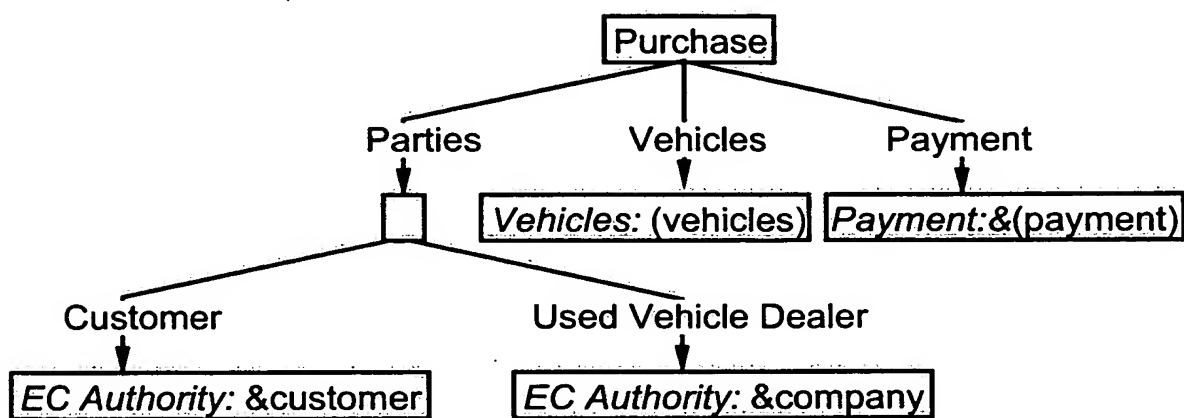 Purchase
Parties Vehicles Payment
Vehicles: (vehicles) Payment:&(payment)
Customer Used Vehicle Dealer
EC Authority: &customer EC Authority: &company